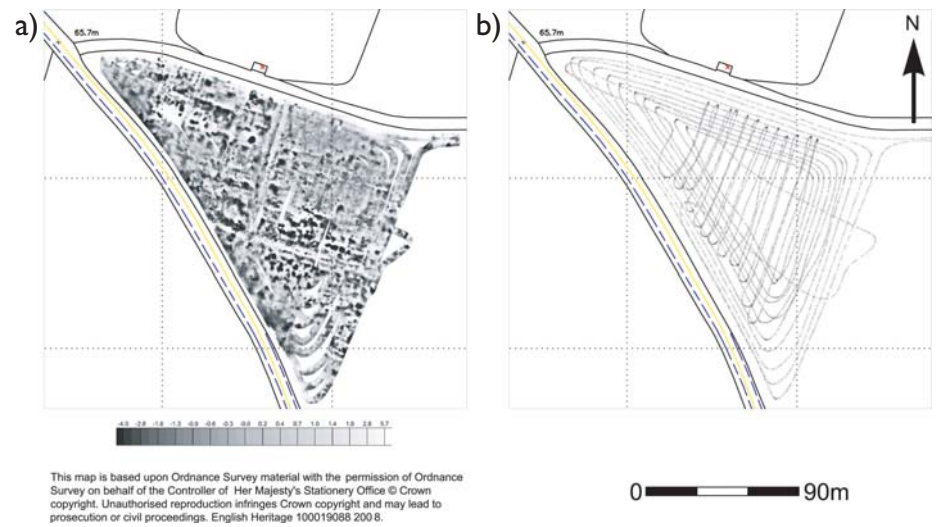 a)
65.7m
b)
65.7m
N
-4.5 -2.8 -1.8 -1.3 -0.9 -0.6 -0.3 -0.0 0.2 0.4 0.7 1.1 1.6 1.8 2.8 5.7
This map is based upon Ordnance Survey material with the permission of Ordnance
Survey on behalf of the Controller of Her Majesty's Stationery Office © Crown
copyright. Unauthorised reproduction infringes Crown copyright and may lead to
prosecution or civil proceedings. English Heritage 100019088 200 8.
0 90m